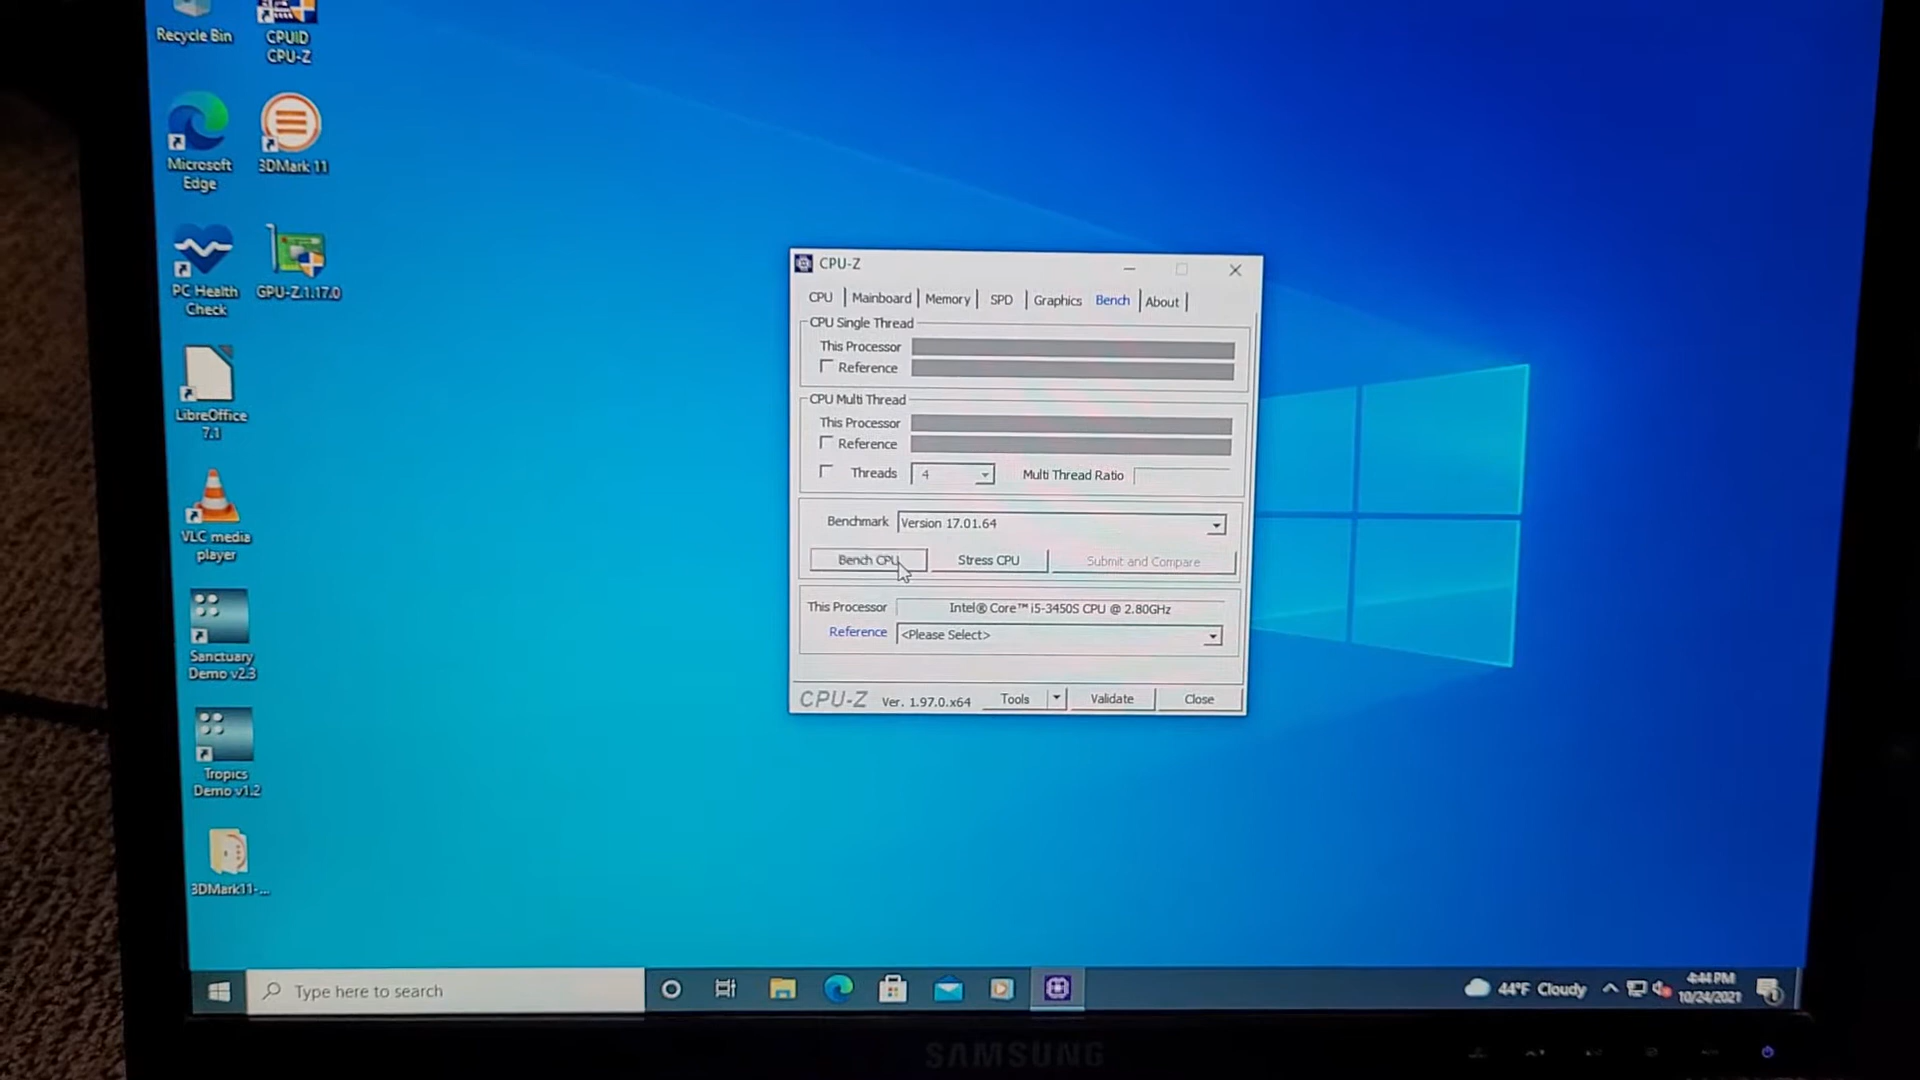 Recycle Bin
CPUID
CPU-Z
Microsoft
Edge
3DMark 11
PC Health
Check
GPU-Z.1.17.0
LibreOffice
7.1
VLC media
player
Sanctuary
Demo v2.3
Tropics
Demo v1.2
3DMark11-...
CPU-Z
CPU Mainboard Memory SPD Graphics Bench About
CPU Single Thread
This Processor
Reference
CPU Multi Thread
This Processor
Reference
Threads 4 Multi Thread Ratio
Benchmark Version 17.01.64
Bench CPU Stress CPU Submit and Compare
This Processor Intel® Core™ i5-3450S CPU @ 2.80GHz
Reference <Please Select>
CPU-Z Ver. 1.97.0.x64 Tools Validate Close
Type here to search
44°F Cloudy
4:44 PM
10/24/2021
1
SAMSUNG